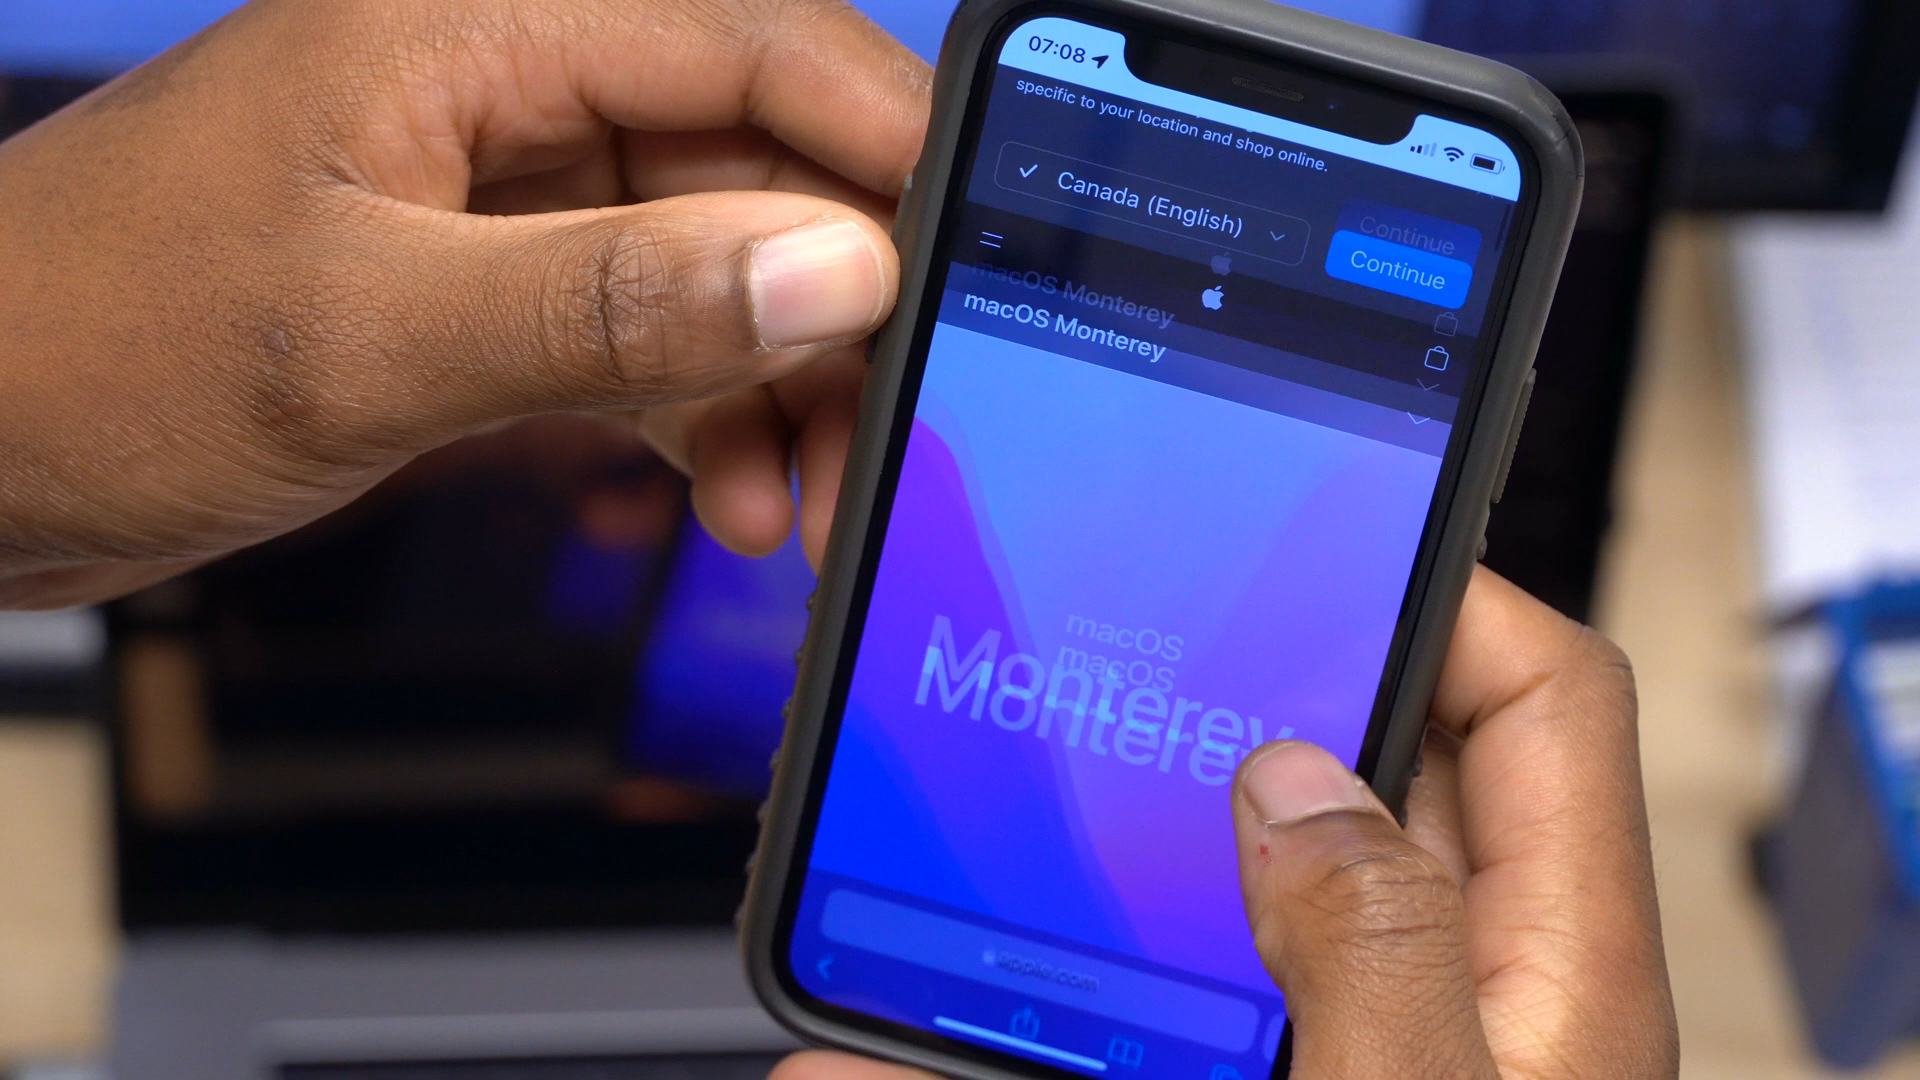 07:08
specific to your location and shop online.
Canada (English)
Continue
Continue
macOS Monterey
macOS Monterey
macOS
macOS
Monterey
Montere
apple.com